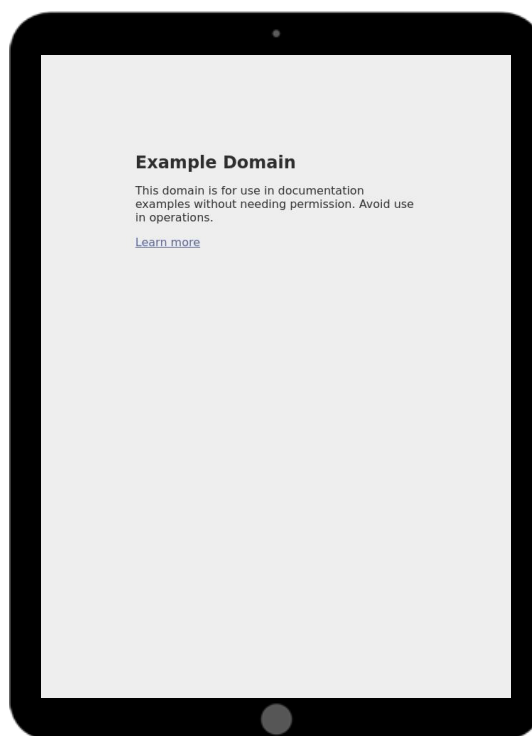 Example Domain
This domain is for use in documentation
examples without needing permission. Avoid use
in operations.
Learn more